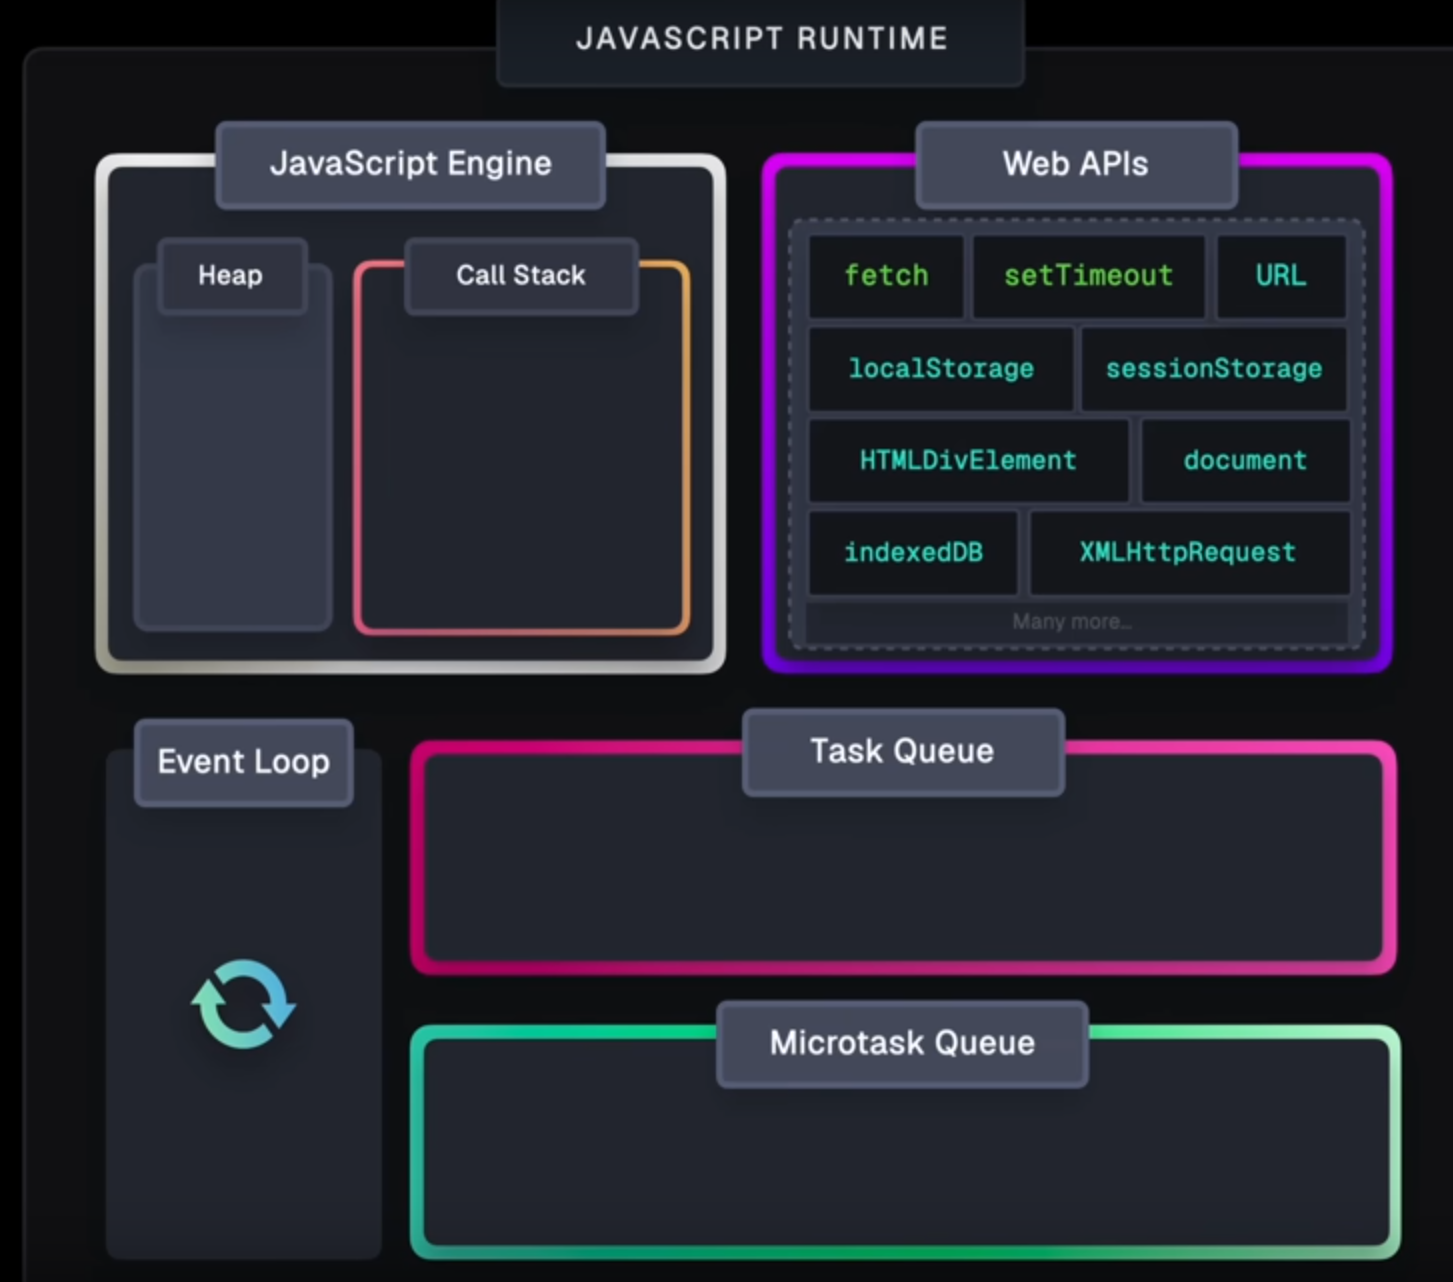 JAVASCRIPT RUNTIME
JavaScript Engine
Heap
Call Stack
Web APIs
fetch
setTimeout
URL
localStorage
sessionStorage
HTMLDivElement
document
indexedDB
XMLHttpRequest
Many more..
Event Loop
Task Queue
Microtask Queue